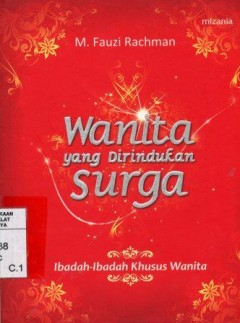 mizania
M. Fauzi Rachman
Wanita
yang Dirindukan
Surga
Ibadah-Ibadah Khusus Wanita
C.1